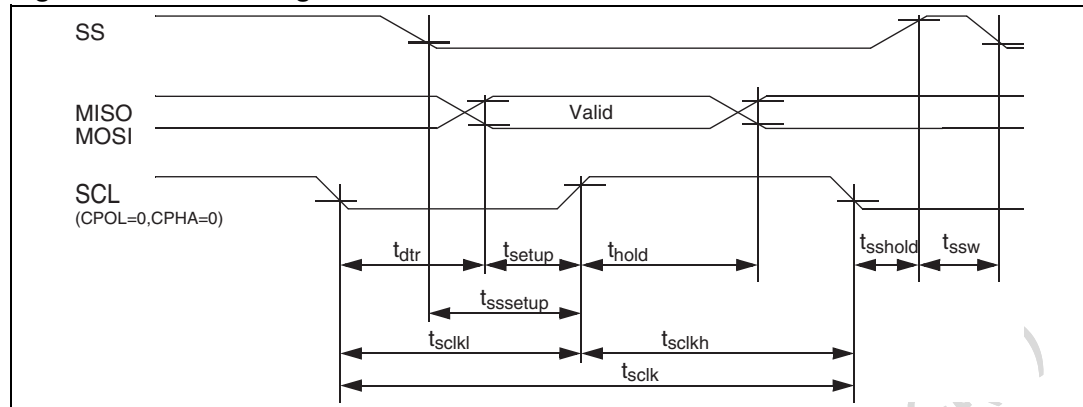 SS
MISO
MOSI
Valid
SCL
(CPOL=0,CPHA=0)
tdtr
tsetup
thold
tsshold
tssw
tsssetup
tsclkl
tsclkh
tsclk